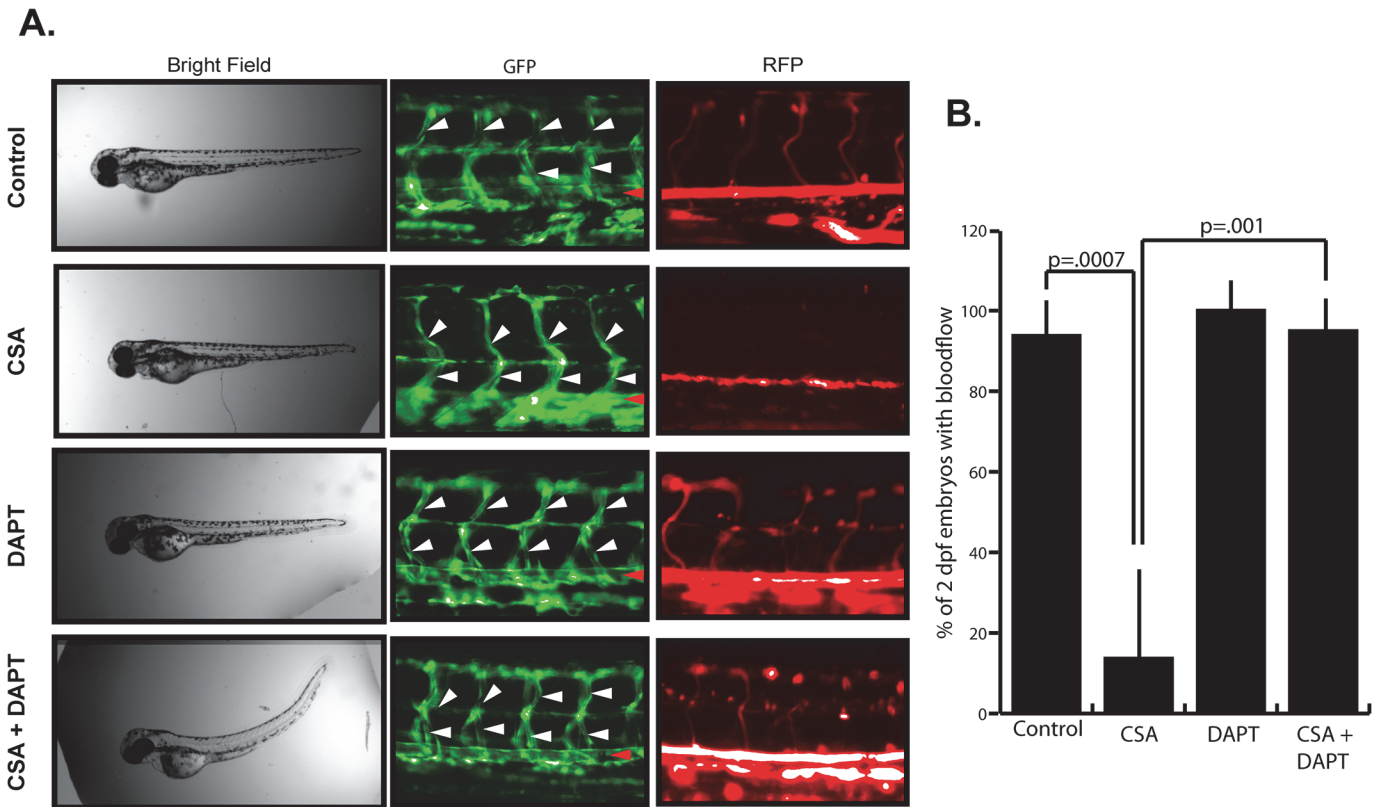 A.
Bright Field
GFP
RFP
Control
CSA
DAPT
CSA + DAPT
B.
% of 2 dpf embryos with bloodflow
120
100
80
60
40
20
0
p=.0007
p=.001
Control
CSA
DAPT
CSA +
DAPT